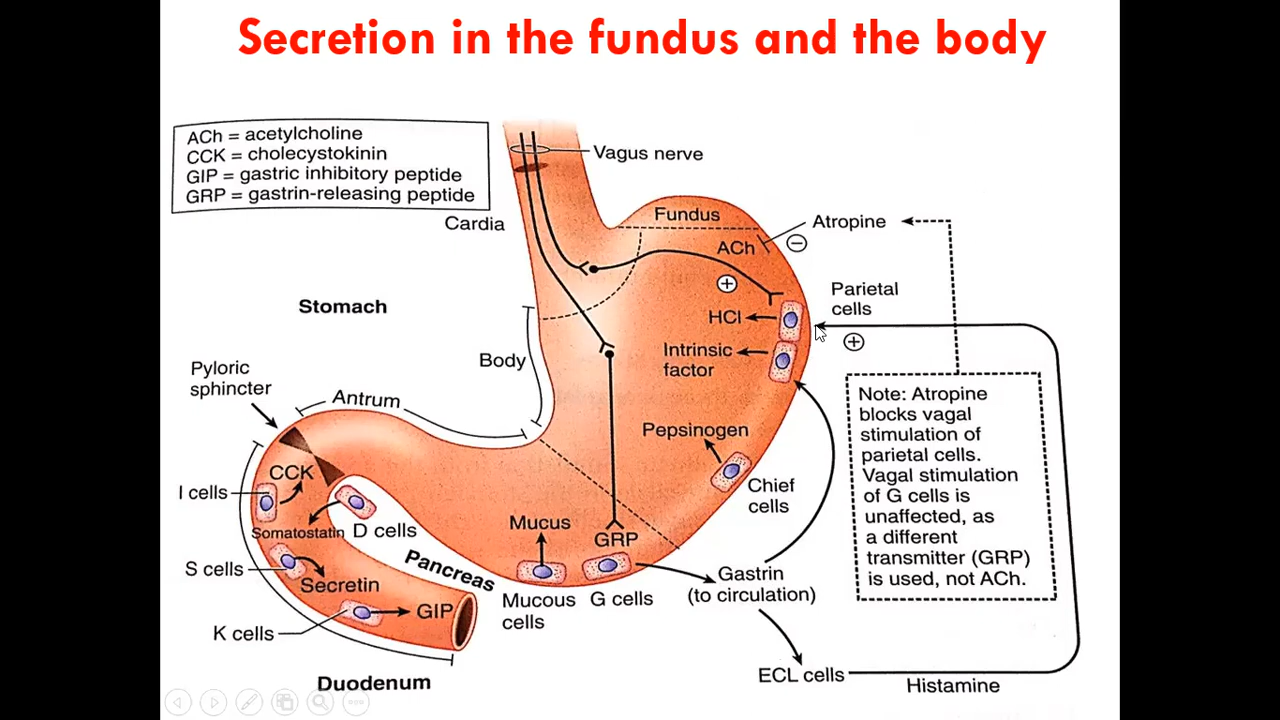 Secretion in the fundus and the body
ACh = acetylcholine
CCK = cholecystokinin
GIP = gastric inhibitory peptide
GRP = gastrin-releasing peptide
Vagus nerve
Cardia
Fundus
Atropine
ACh
−
+
Parietal
cells
Stomach
HCl
+
Intrinsic
factor
Body
Pyloric
sphincter
Antrum
Note: Atropine
blocks vagal
stimulation of
parietal cells.
Vagal stimulation
of G cells is
unaffected, as
a different
transmitter (GRP)
is used, not ACh.
Pepsinogen
Chief
cells
CCK
I cells
Somatostatin
D cells
Mucus
GRP
S cells
Secretin
Pancreas
Mucous
cells
G cells
Gastrin
(to circulation)
GIP
K cells
Duodenum
ECL cells
Histamine